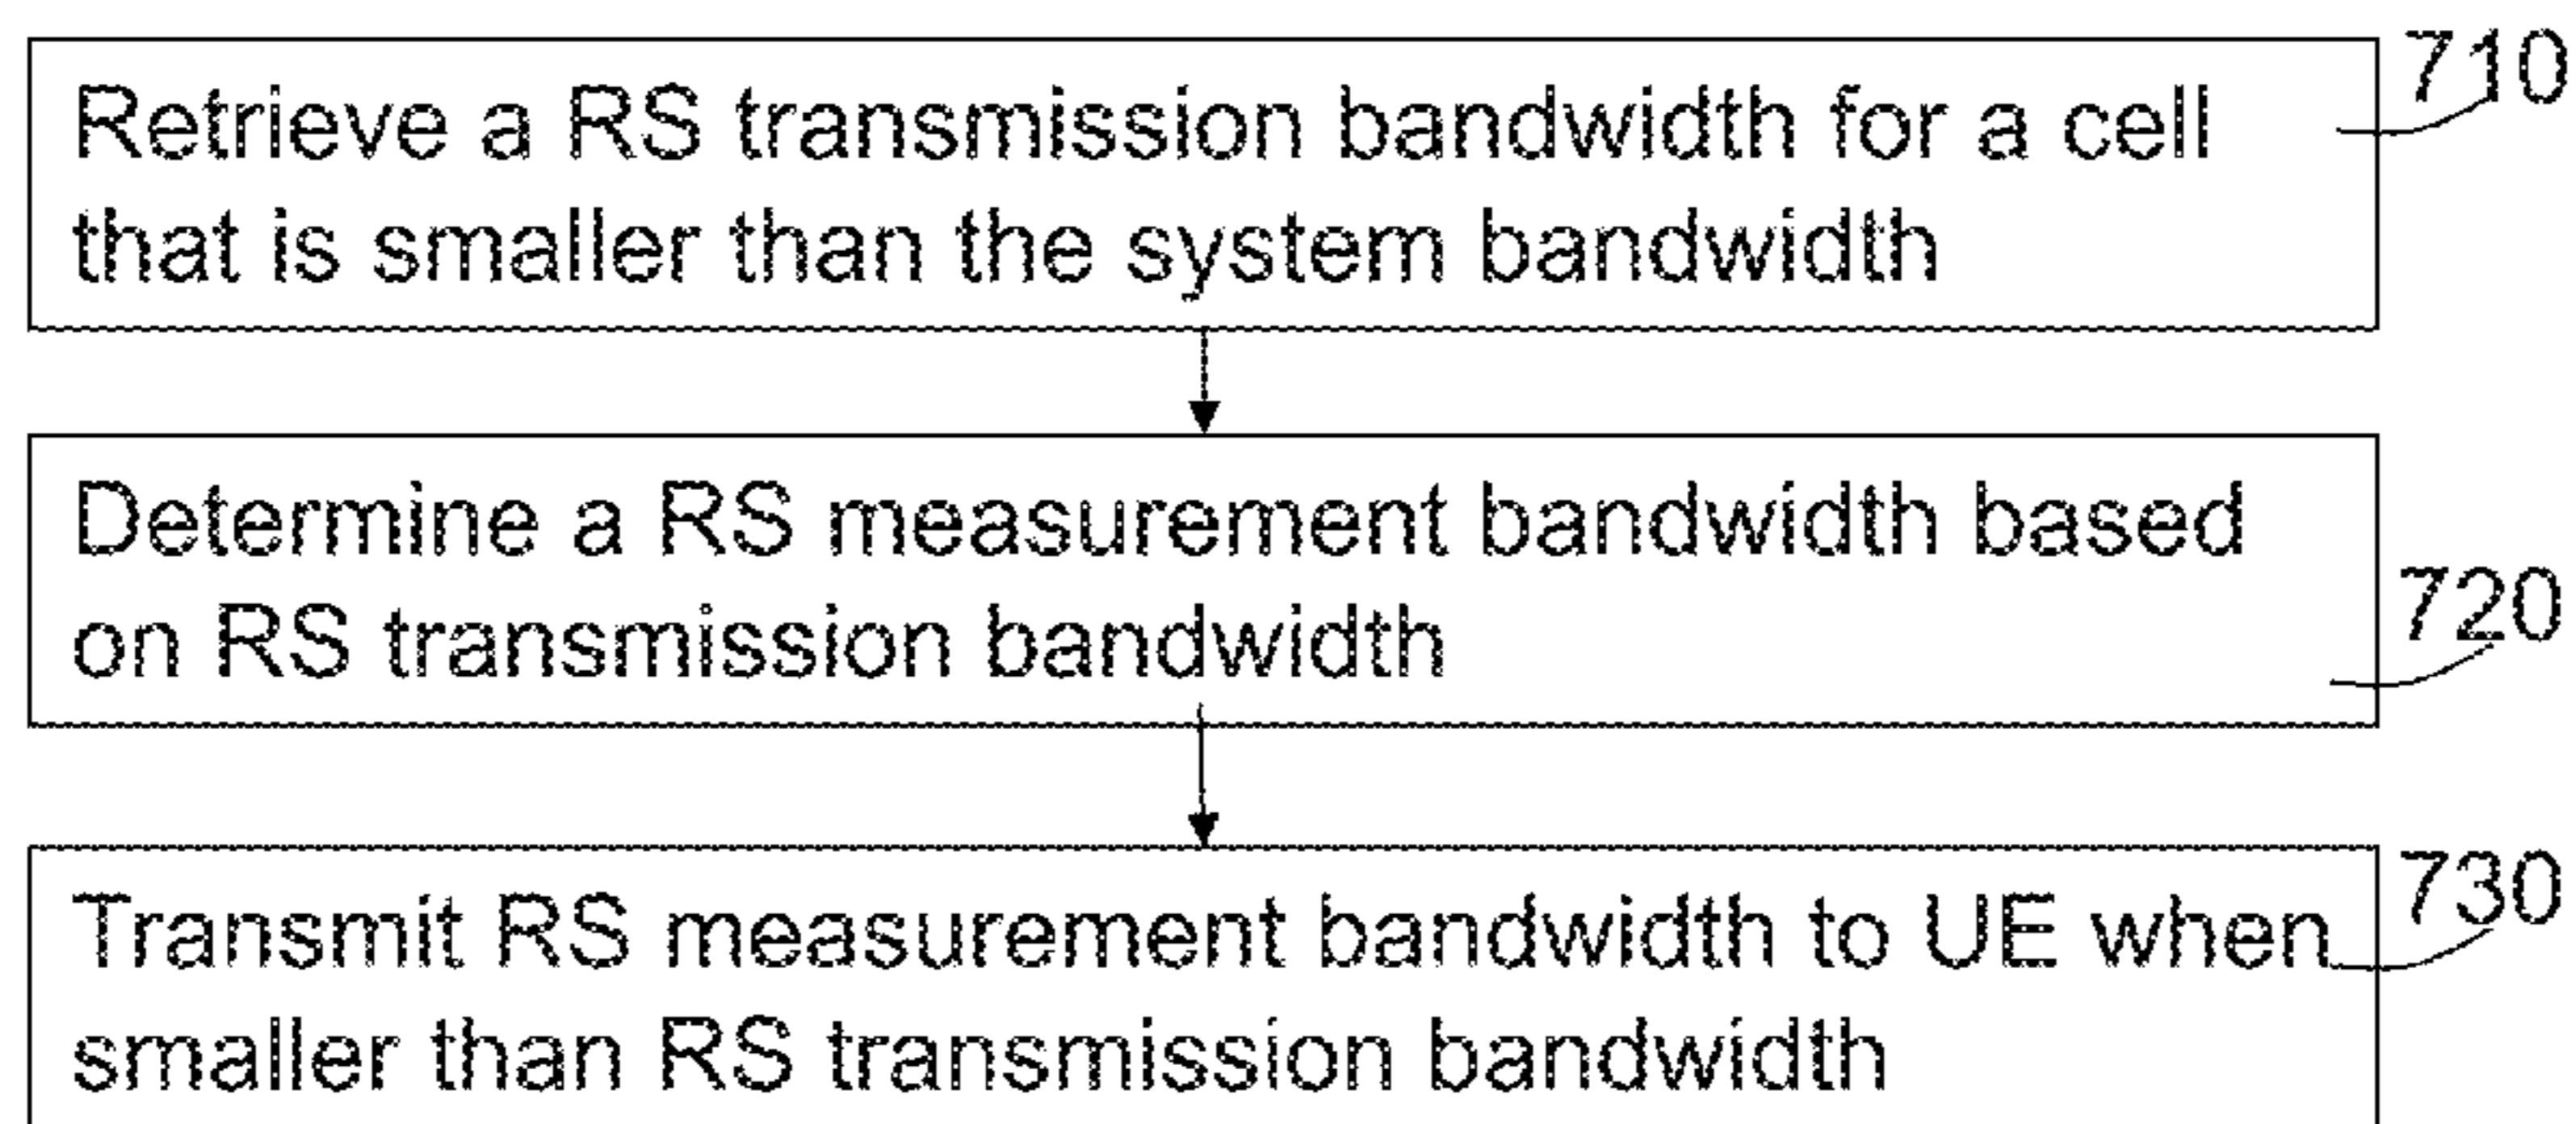 Retrieve a RS transmission bandwidth for a cell
710
that is smaller than the system bandwidth
Determine a RS measurement bandwidth based
on RS transmission bandwidth
720
Transmit RS measurement bandwidth to UE when
730
smaller than RS transmission bandwidth